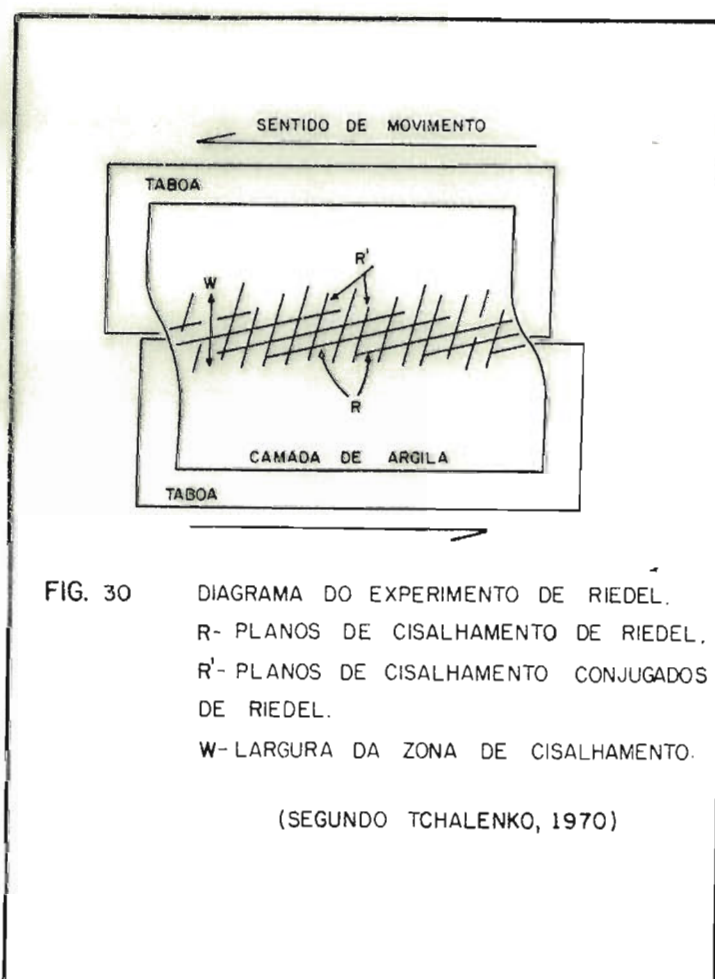 SENTIDO DE MOVIMENTO
TABOA
R'
W
R
CAMADA DE ARGILA
TABOA
FIG. 30 DIAGRAMA DO EXPERIMENTO DE RIEDEL.
R- PLANOS DE CISALHAMENTO DE RIEDEL.
R'- PLANOS DE CISALHAMENTO CONJUGADOS
DE RIEDEL.
W- LARGURA DA ZONA DE CISALHAMENTO.
(SEGUNDO TCHALENKO, 1970)